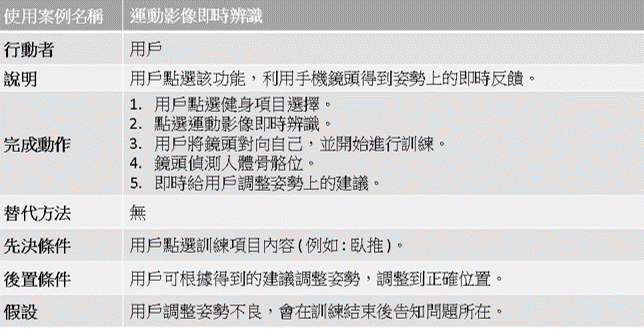 使用案例名稱 運動影像即時辨識
行動者 用戶
說明 用戶點選該功能，利用手機鏡頭得到姿勢上的即時反饋。
完成動作
1. 用戶點選健身項目選擇。
2. 點選運動影像即時辨識。
3. 用戶將鏡頭對向自己，並開始進行訓練。
4. 鏡頭偵測人體骨骼位。
5. 即時給用戶調整姿勢上的建議。
替代方法 無
先決條件 用戶點選訓練項目內容(例如:臥推)。
後置條件 用戶可根據得到的建議調整姿勢，調整到正確位置。
假設 用戶調整姿勢不良，會在訓練結束後告知問題所在。